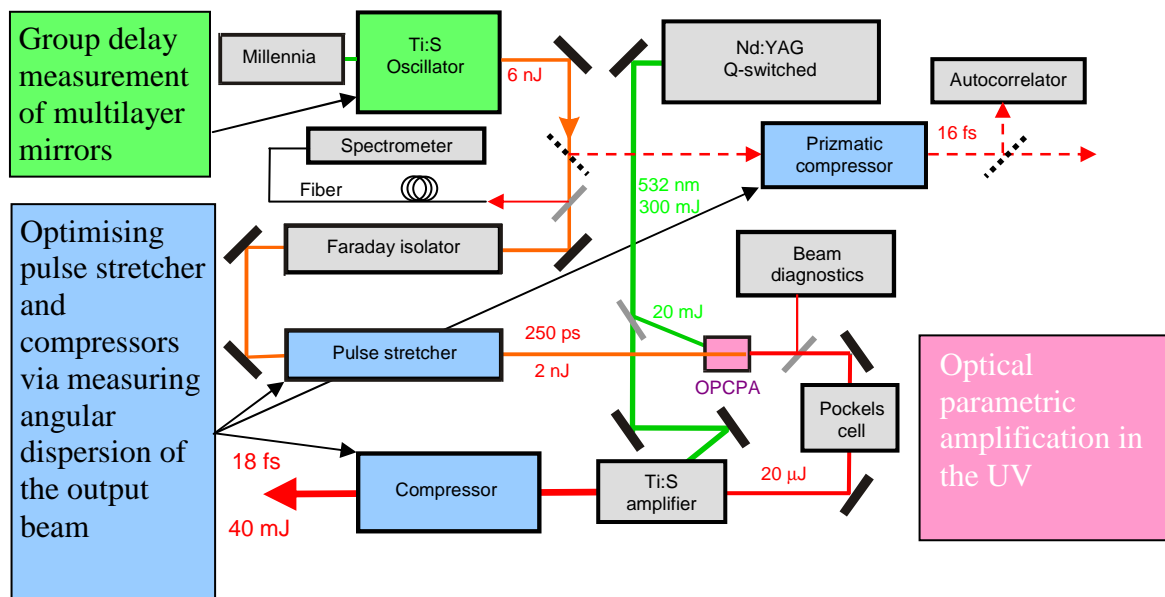 Group delay
measurement
of multilayer
mirrors
Millennia
Ti:S
Oscillator
6 nJ
Nd:YAG
Q-switched
Autocorrelator
Spectrometer
Fiber
Prizmatic
compressor
16 fs
532 nm
300 mJ
Optimising
pulse stretcher
and
compressors
via measuring
angular
dispersion of
the output
beam
Faraday isolator
Beam
diagnostics
20 mJ
Pulse stretcher
250 ps
2 nJ
OPCPA
Pockels
cell
Optical
parametric
amplification in
the UV
18 fs
40 mJ
Compressor
Ti:S
amplifier
20 μJ